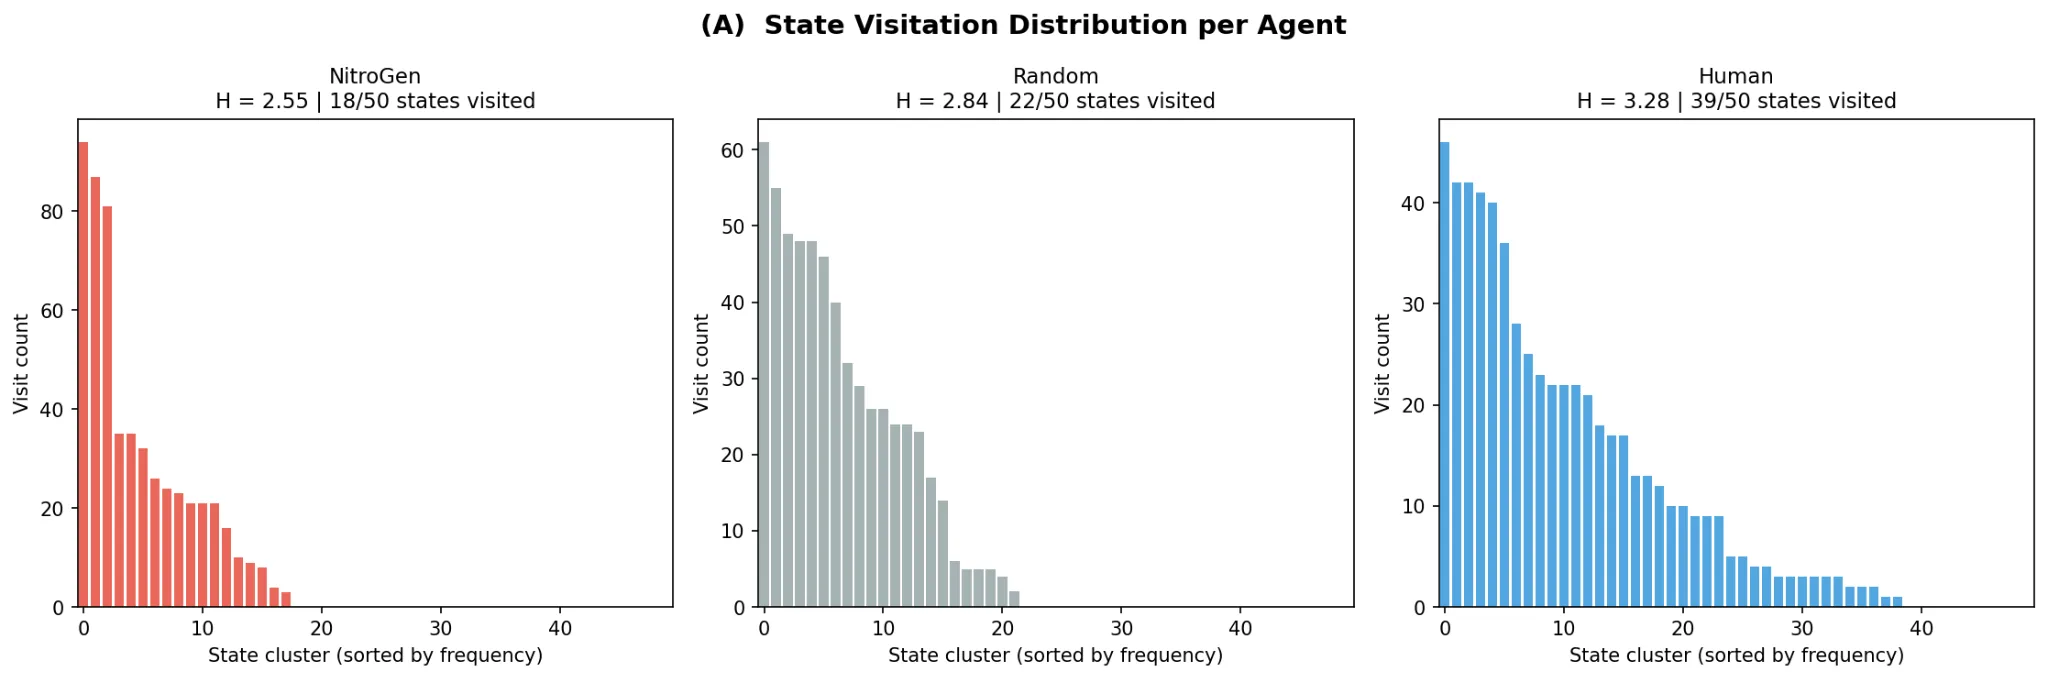 (A)  State Visitation Distribution per Agent
NitroGen
H = 2.55 | 18/50 states visited
Visit count
80
60
40
20
0
0 10 20 30 40
State cluster (sorted by frequency)
Random
H = 2.84 | 22/50 states visited
Visit count
60
50
40
30
20
10
0
0 10 20 30 40
State cluster (sorted by frequency)
Human
H = 3.28 | 39/50 states visited
Visit count
40
30
20
10
0
0 10 20 30 40
State cluster (sorted by frequency)